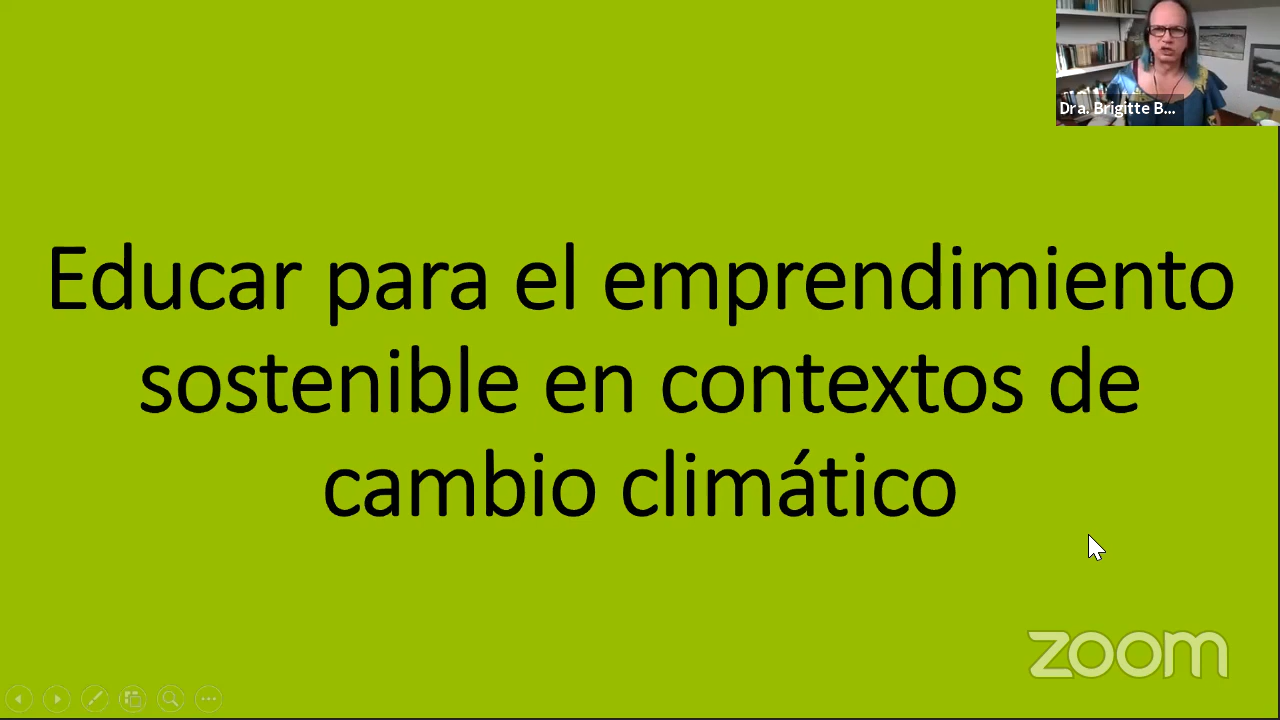 Dra. Brigitte B...
Educar para el emprendimiento
sostenible en contextos de
cambio climático
zoom